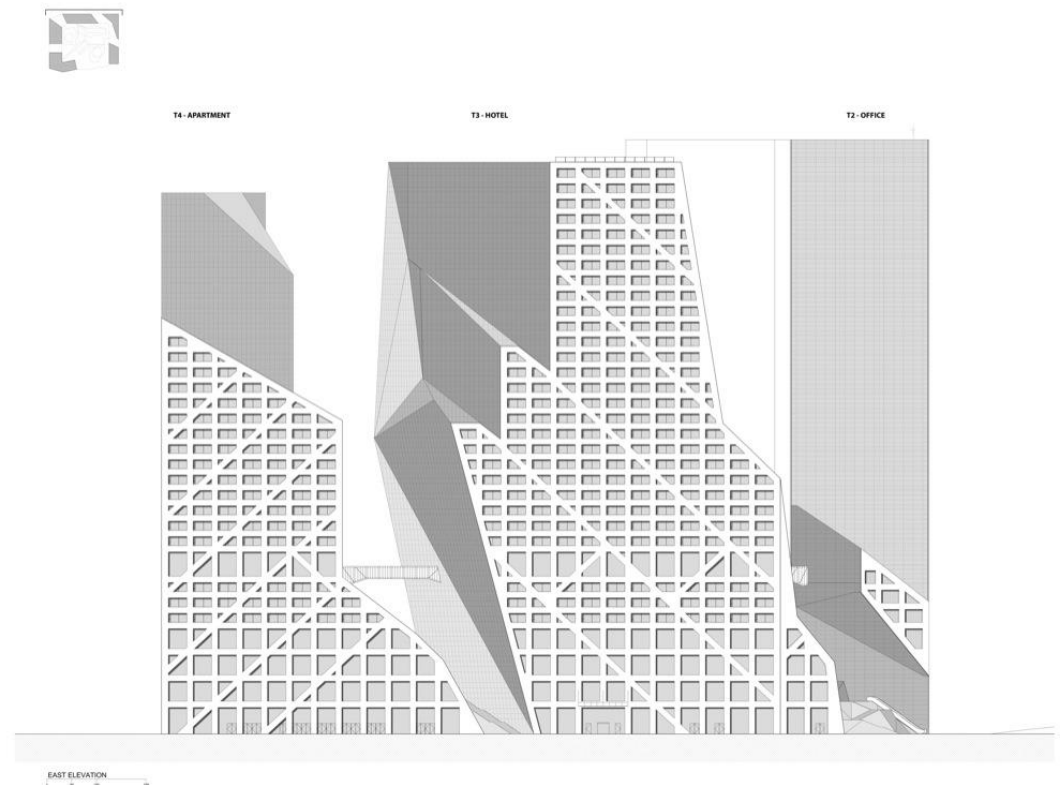 T4 - APARTMENT
T3 - HOTEL
T2 - OFFICE
EAST ELEVATION